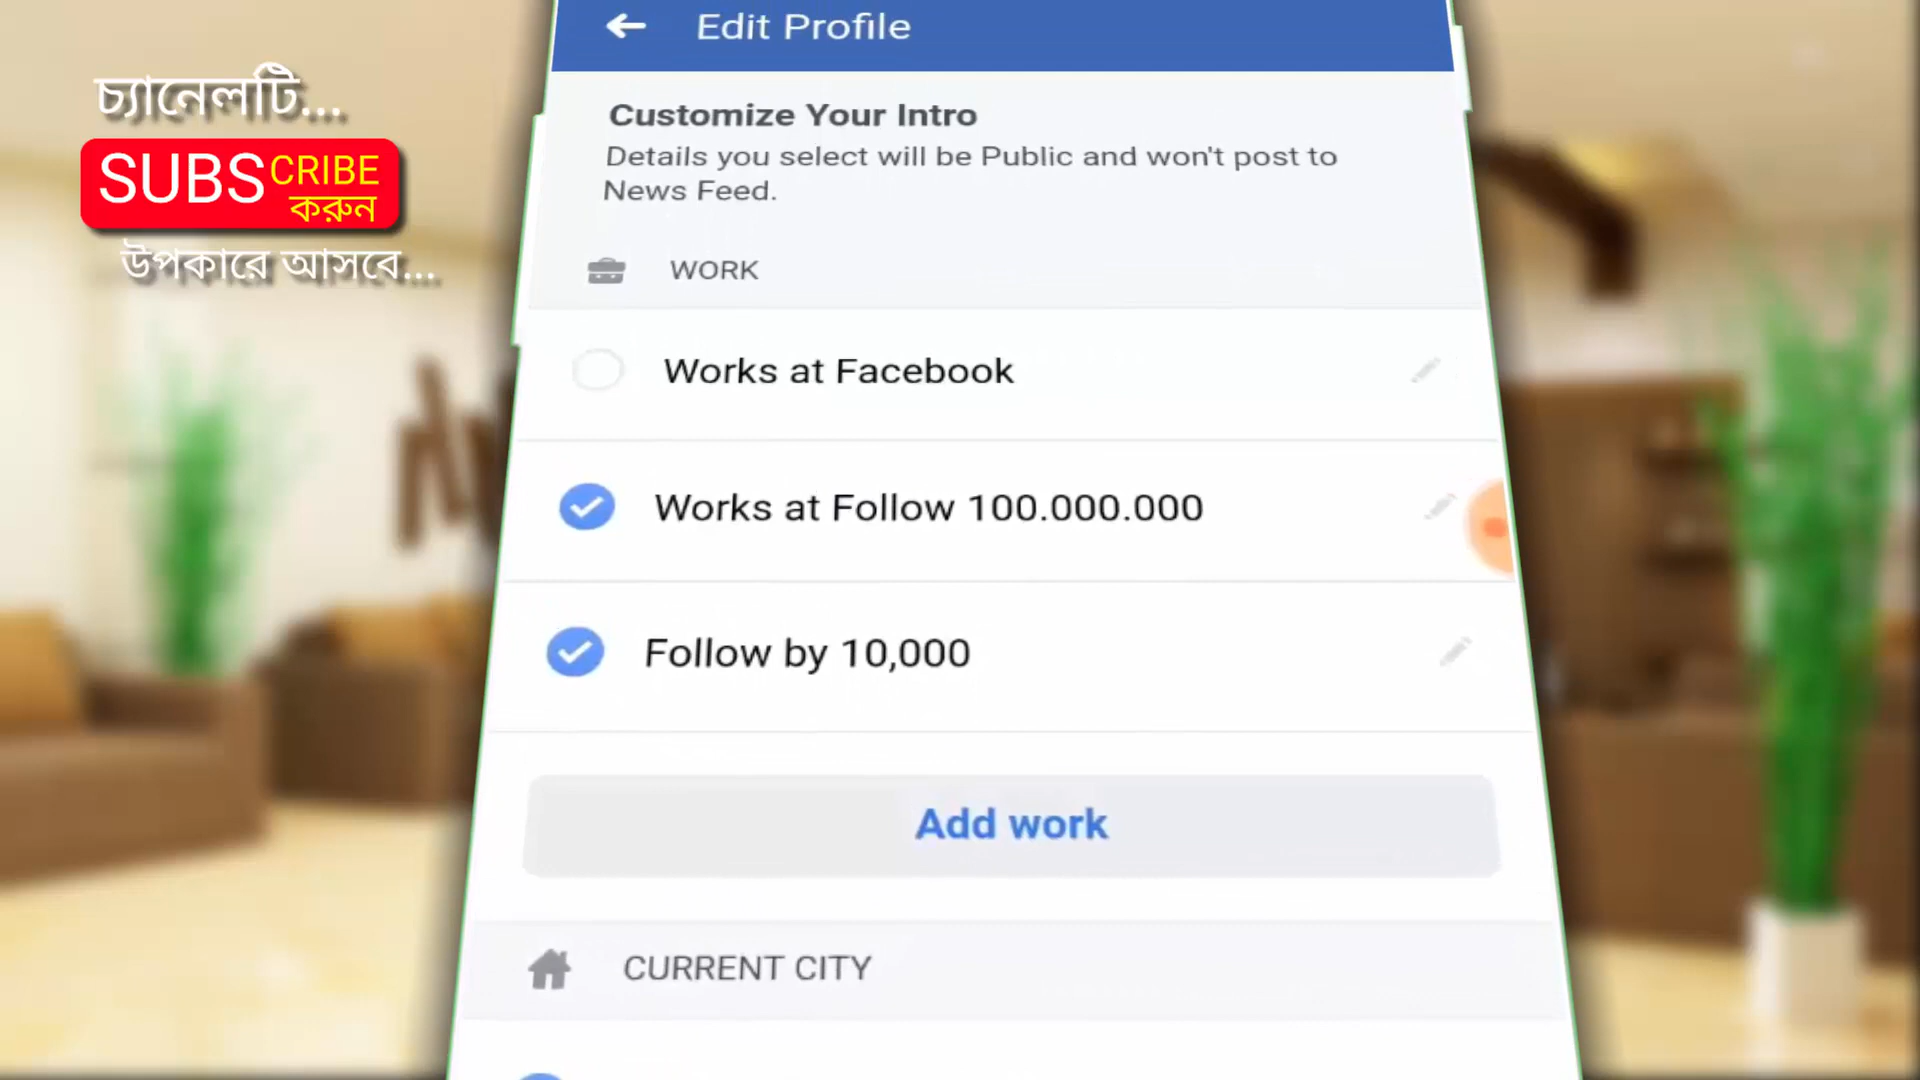 Edit Profile
চ্যানেলটি...
SUBSCRIBE
করুন
উপকারে আসবে...
Customize Your Intro
Details you select will be Public and won't post to
News Feed.
WORK
Works at Facebook
Works at Follow 100.000.000
Follow by 10,000
Add work
CURRENT CITY